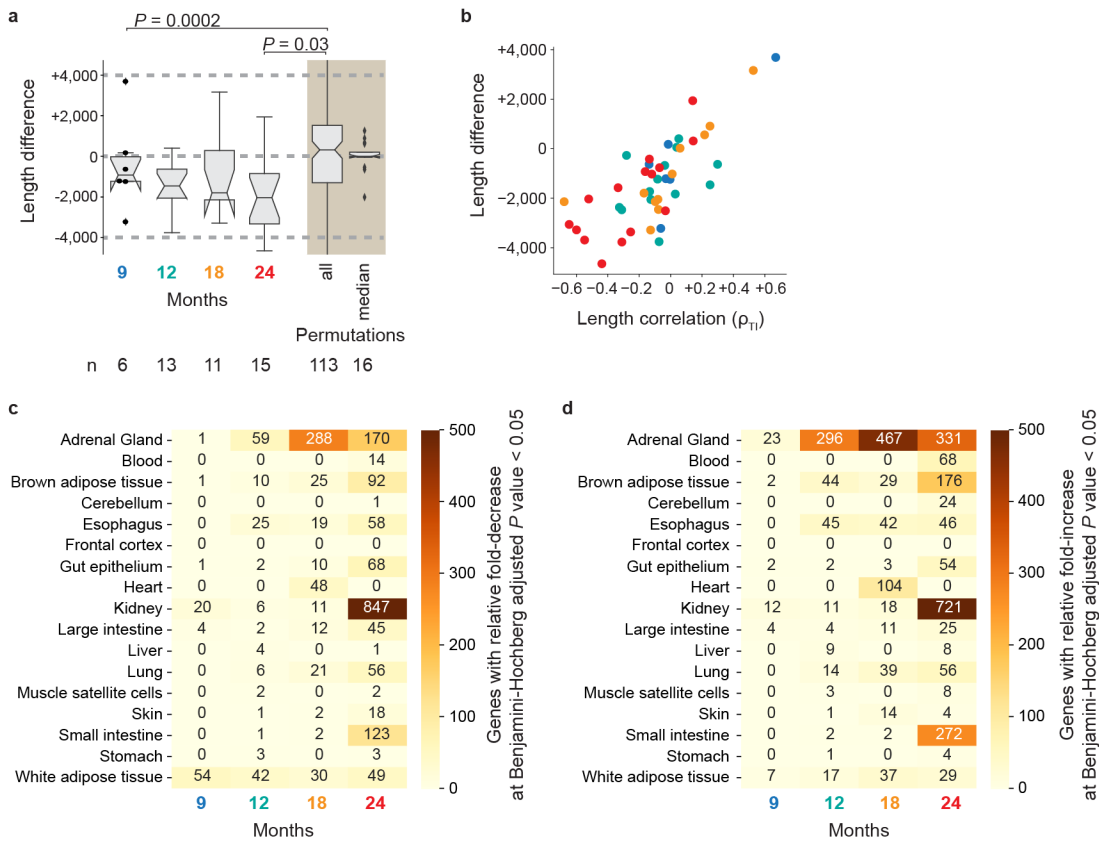 a
P = 0.0002
P = 0.03
Length difference
+4,000
+2,000
0
−2,000
−4,000
9 12 18 24
Months
all
median
Permutations
n 6 13 11 15 113 16
b
Length difference
+4,000
+2,000
0
−2,000
−4,000
−0.6 −0.4 −0.2 0 +0.2 +0.4 +0.6
Length correlation (ρTI)
c
Adrenal Gland 1 59 288 170
Blood 0 0 0 14
Brown adipose tissue 1 10 25 92
Cerebellum 0 0 0 1
Esophagus 0 25 19 58
Frontal cortex 0 0 0 0
Gut epithelium 1 2 10 68
Heart 0 0 48 0
Kidney 20 6 11 847
Large intestine 4 2 12 45
Liver 0 4 0 1
Lung 0 6 21 56
Muscle satellite cells 0 2 0 2
Skin 0 1 2 18
Small intestine 0 1 2 123
Stomach 0 3 0 3
White adipose tissue 54 42 30 49
9 12 18 24
Months
500
400
300
200
100
0
Genes with relative fold-decrease
at Benjamini-Hochberg adjusted P value < 0.05
d
Adrenal Gland 23 296 467 331
Blood 0 0 0 68
Brown adipose tissue 2 44 29 176
Cerebellum 0 0 0 24
Esophagus 0 45 42 46
Frontal cortex 0 0 0 0
Gut epithelium 2 2 3 54
Heart 0 0 104 0
Kidney 12 11 18 721
Large intestine 4 4 11 25
Liver 0 9 0 8
Lung 0 14 39 56
Muscle satellite cells 0 3 0 8
Skin 0 1 14 4
Small intestine 0 2 2 272
Stomach 0 1 0 4
White adipose tissue 7 17 37 29
9 12 18 24
Months
500
400
300
200
100
0
Genes with relative fold-increase
at Benjamini-Hochberg adjusted P value < 0.05